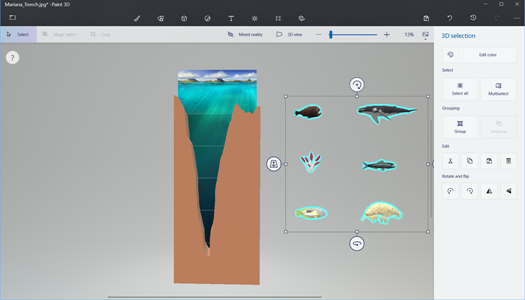 Mariana_Trench.jpg* - Paint 3D
Select
Magic select
Crop
Mixed reality
3D view
13%
3D selection
?
Edit color
Select
Select all
Multiselect
Grouping
Group
Ungroup
Edit
Rotate and flip